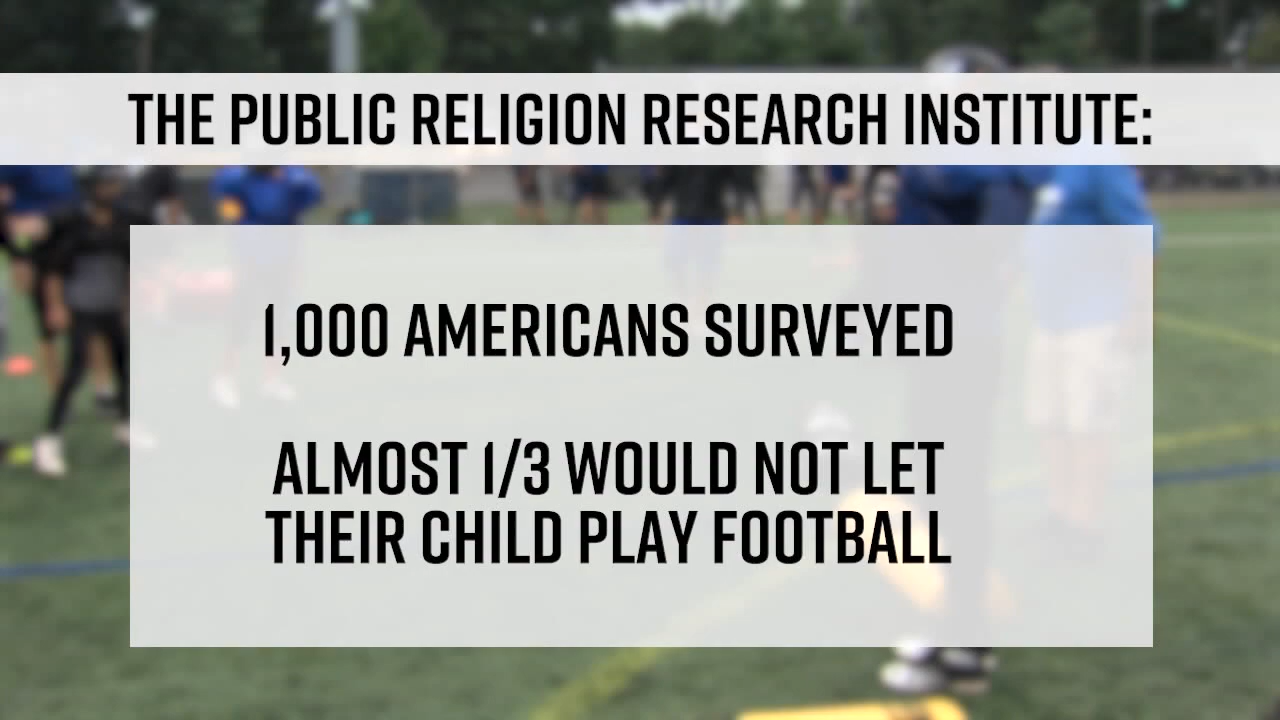 THE PUBLIC RELIGION RESEARCH INSTITUTE:
1,000 AMERICANS SURVEYED
ALMOST 1/3 WOULD NOT LET
THEIR CHILD PLAY FOOTBALL